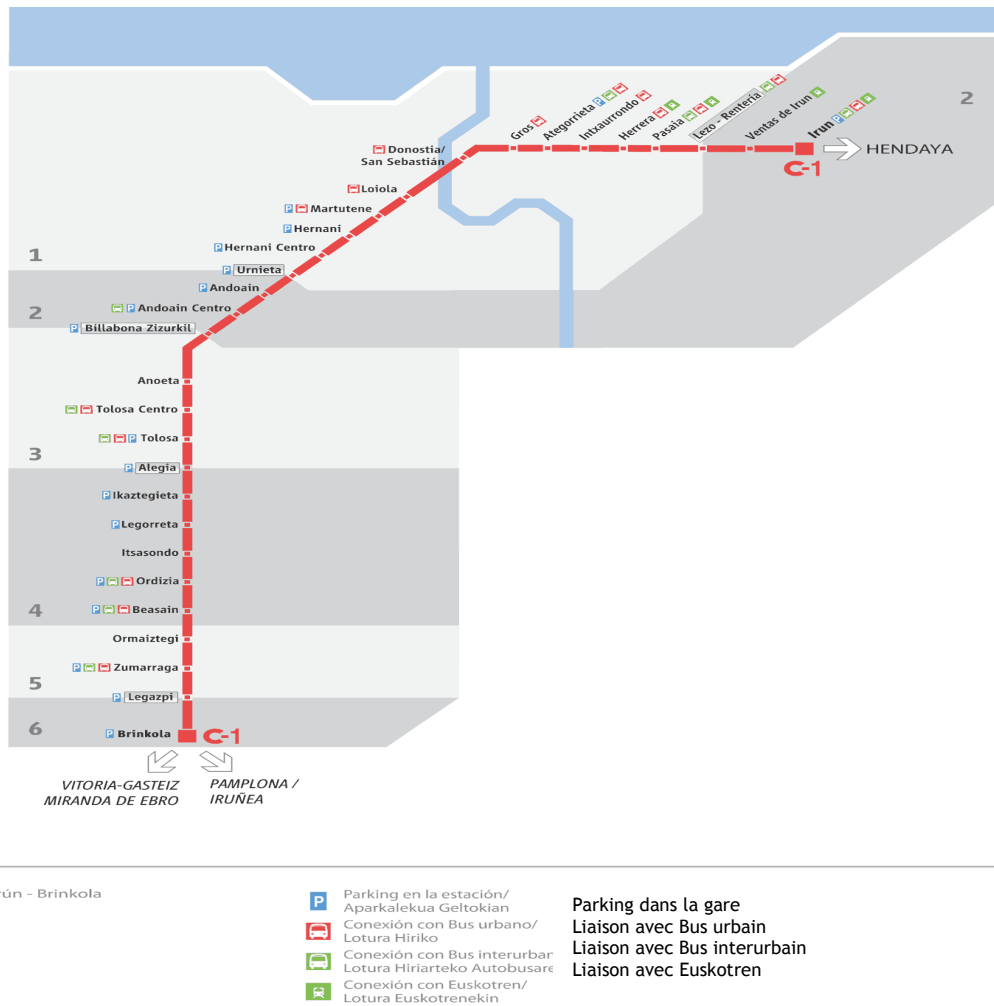 2
Gros
Ategorrieta
Intxaurrondo
Herrera
Pasaia
Lezo - Rentería
Ventas de Irun
Irun
HENDAYA
C-1
Donostia/
San Sebastián
Loiola
Martutene
Hernani
Hernani Centro
1
Urnieta
Andoain
Andoain Centro
2
Billabona Zizurkil
Anoeta
Tolosa Centro
Tolosa
3
Alegia
Ikaztegieta
Legorreta
Itsasondo
Ordizia
Beasain
4
Ormaiztegi
Zumarraga
5
Legazpi
6
Brinkola
C-1
VITORIA-GASTEIZ
MIRANDA DE EBRO
PAMPLONA /
IRUÑEA
rún - Brinkola
P Parking en la estación/
Aparkalekua Geltokian
Conexión con Bus urbano/
Lotura Hiriko
Conexión con Bus interurban
Lotura Hiriarteko Autobusare
Conexión con Euskotren/
Lotura Euskotrenekin
Parking dans la gare
Liaison avec Bus urbain
Liaison avec Bus interurbain
Liaison avec Euskotren